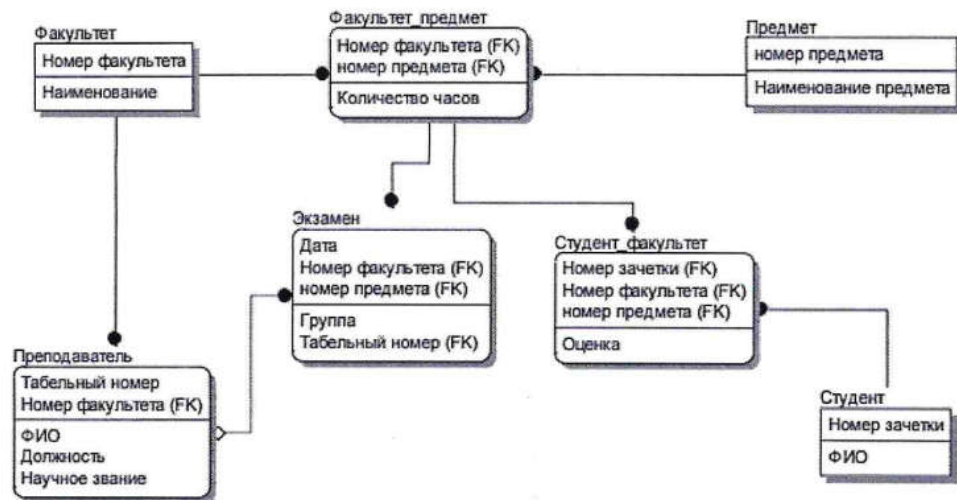 Факультет
Номер факультета
Наименование
Факультет_предмет
Номер факультета (FK)
номер предмета (FK)
Количество часов
Предмет
номер предмета
Наименование предмета
Экзамен
Дата
Номер факультета (FK)
номер предмета (FK)
Группа
Табельный номер (FK)
Студент_факультет
Номер зачетки (FK)
Номер факультета (FK)
номер предмета (FK)
Оценка
Преподаватель
Табельный номер
Номер факультета (FK)
ФИО
Должность
Научное звание
Студент
Номер зачетки
ФИО